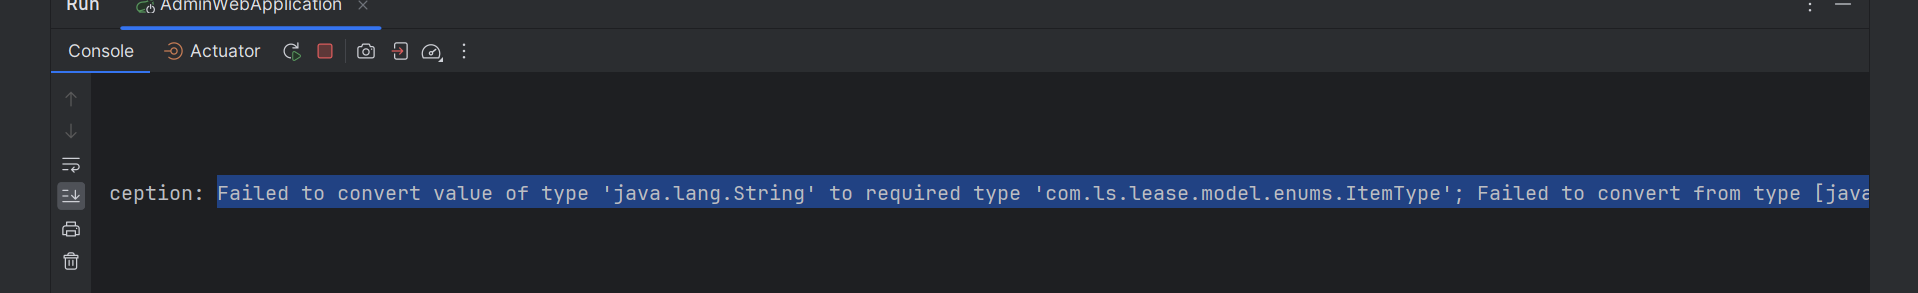 Run AdminWebApplication
Console Actuator
ception: Failed to convert value of type 'java.lang.String' to required type 'com.ls.lease.model.enums.ItemType'; Failed to convert from type [java